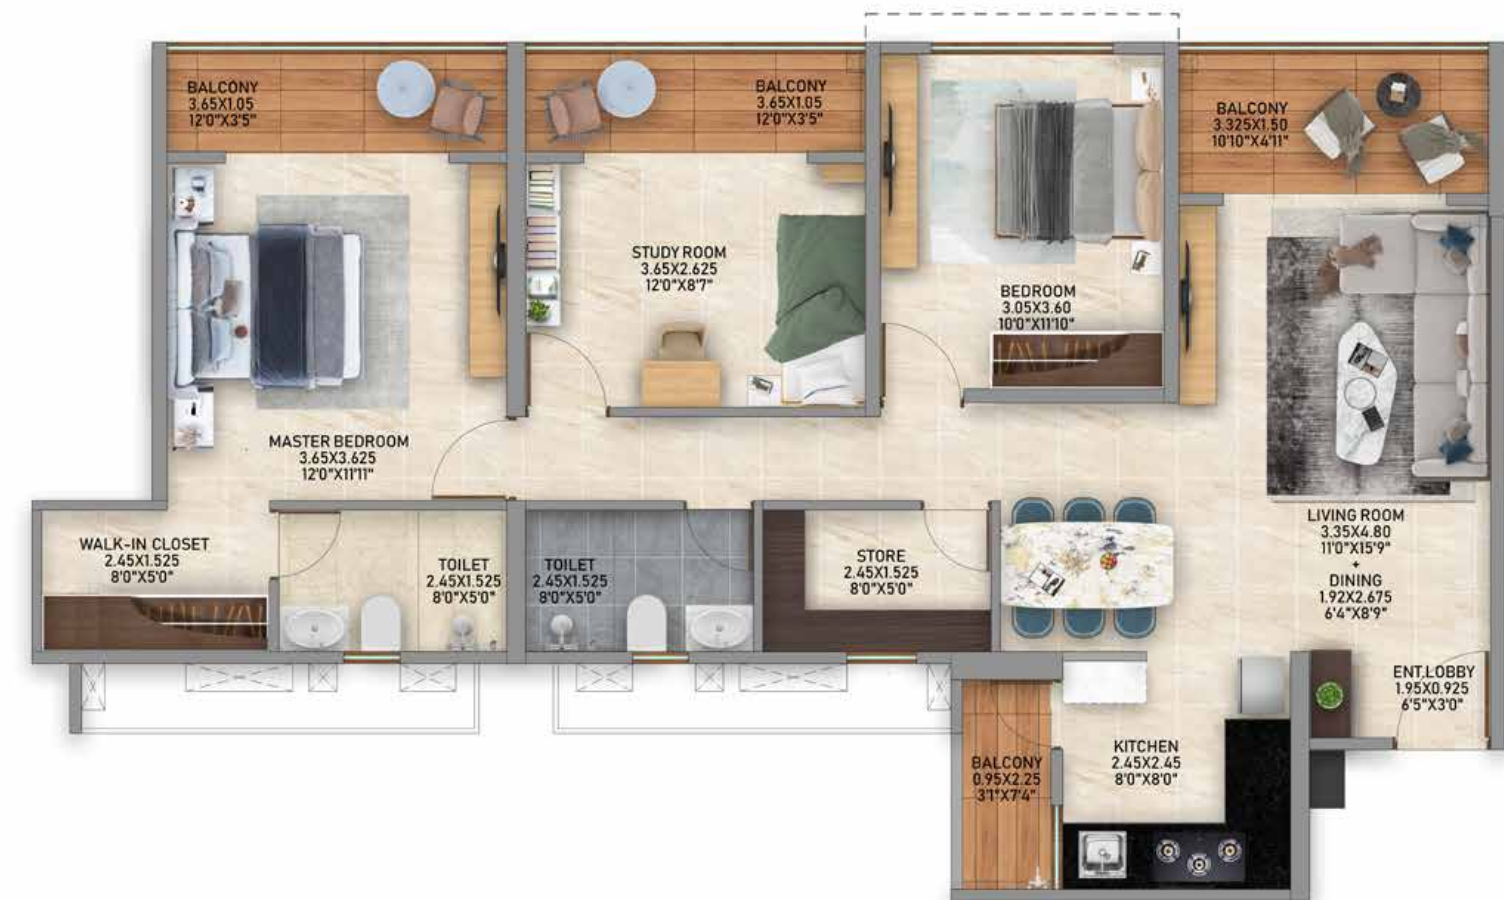 BALCONY
3.65X1.05
12'0"X3'5"
BALCONY
3.65X1.05
12'0"X3'5"
BALCONY
3.325X1.50
10'10"X4'11"
STUDY ROOM
3.65X2.625
12'0"X8'7"
BEDROOM
3.05X3.60
10'0"X11'10"
MASTER BEDROOM
3.65X3.625
12'0"X11'11"
LIVING ROOM
3.35X4.80
11'0"X15'9"
+
DINING
1.92X2.675
6'4"X8'9"
WALK-IN CLOSET
2.45X1.525
8'0"X5'0"
TOILET
2.45X1.525
8'0"X5'0"
TOILET
2.45X1.525
8'0"X5'0"
STORE
2.45X1.525
8'0"X5'0"
ENT.LOBBY
1.95X0.925
6'5"X3'0"
BALCONY
0.95X2.25
3'1"X7'4"
KITCHEN
2.45X2.45
8'0"X8'0"